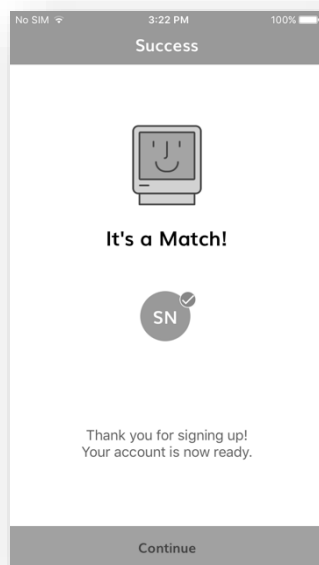 No SIM 3:22 PM 100%
Success
It's a Match!
SN
Thank you for signing up!
Your account is now ready.
Continue